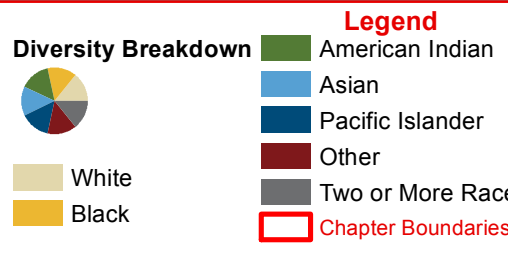 Legend
Diversity Breakdown
American Indian
Asian
Pacific Islander
Other
Two or More Race
Chapter Boundaries
White
Black